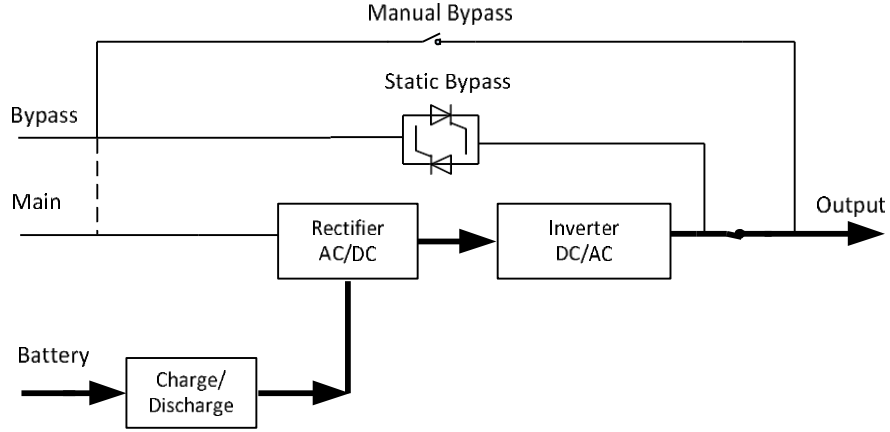 Manual Bypass
Static Bypass
Bypass
Main
Rectifier
AC/DC
Inverter
DC/AC
Output
Battery
Charge/
Discharge